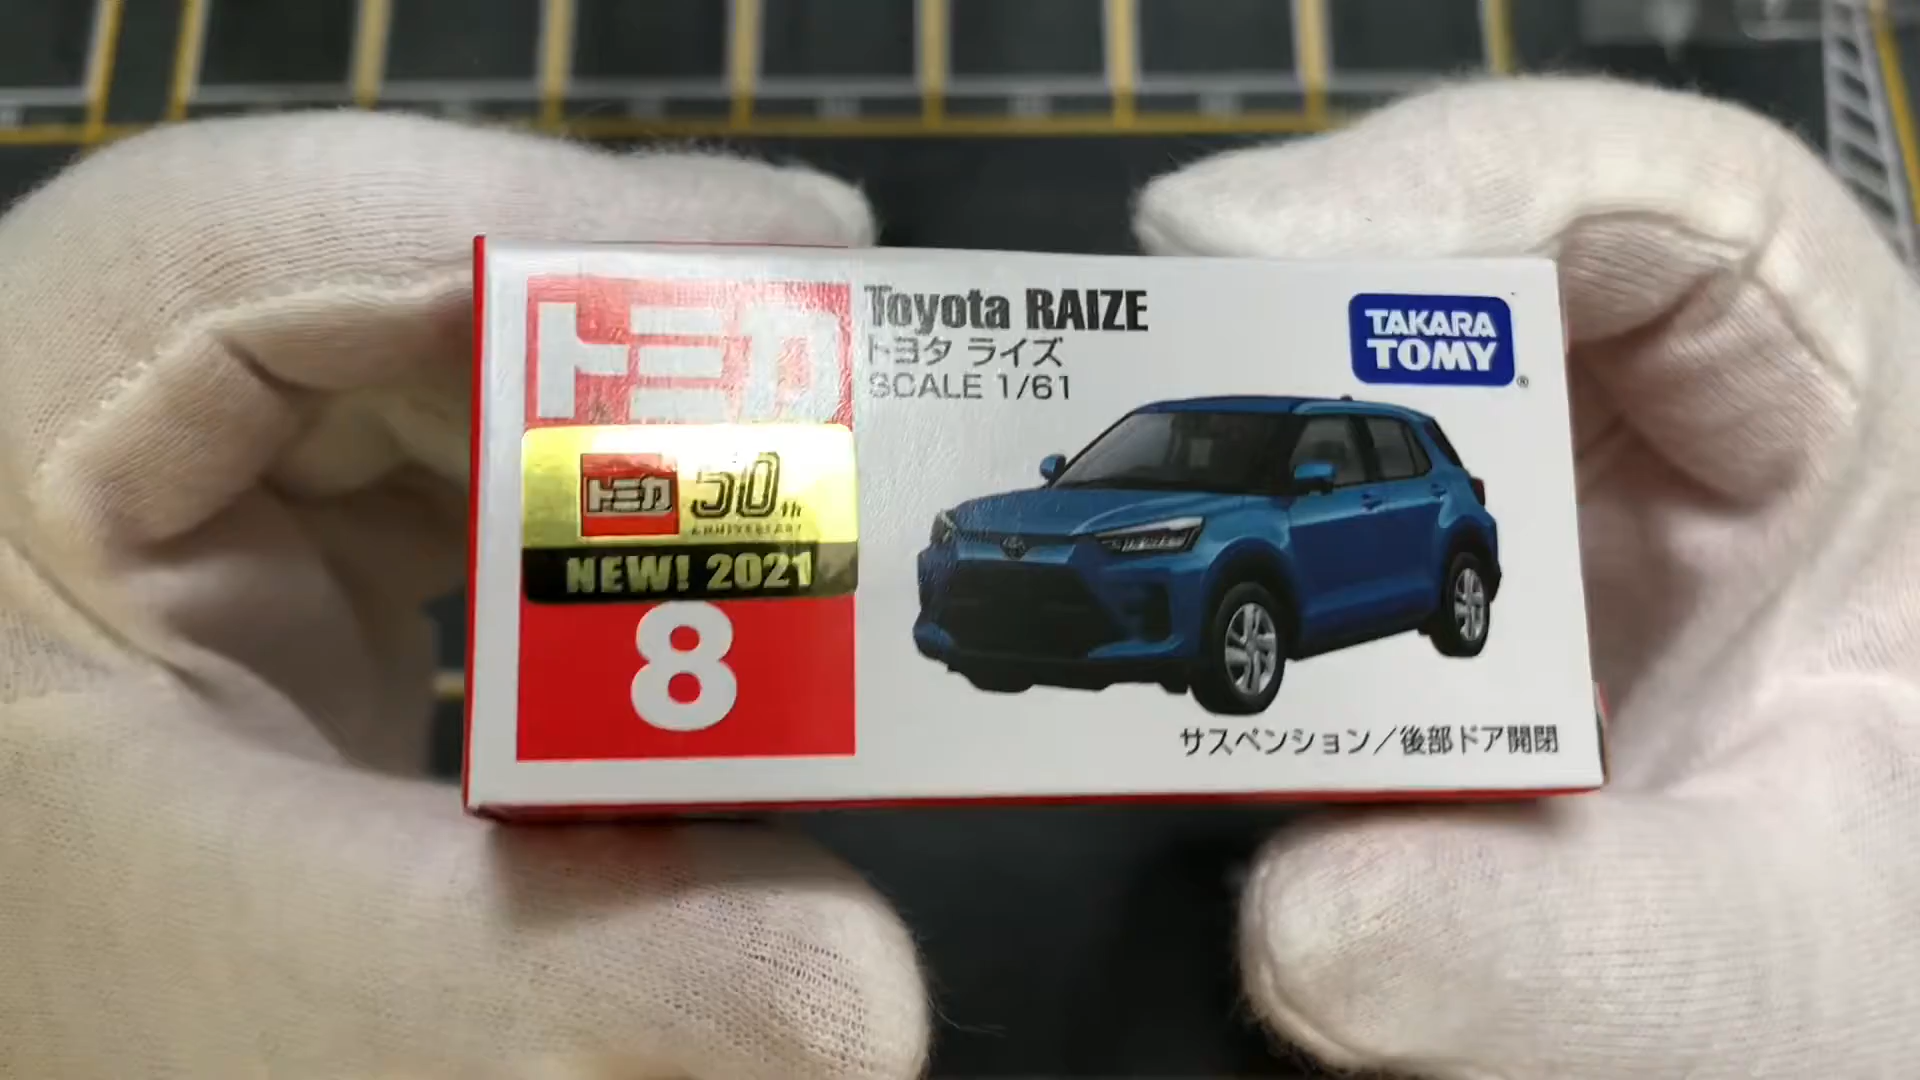 トミカ
Toyota RAIZE
トヨタ ライズ
SCALE 1/61
TAKARA
TOMY
®
トミカ 50th
ANNIVERSARY
NEW! 2021
8
サスペンション／後部ドア開閉